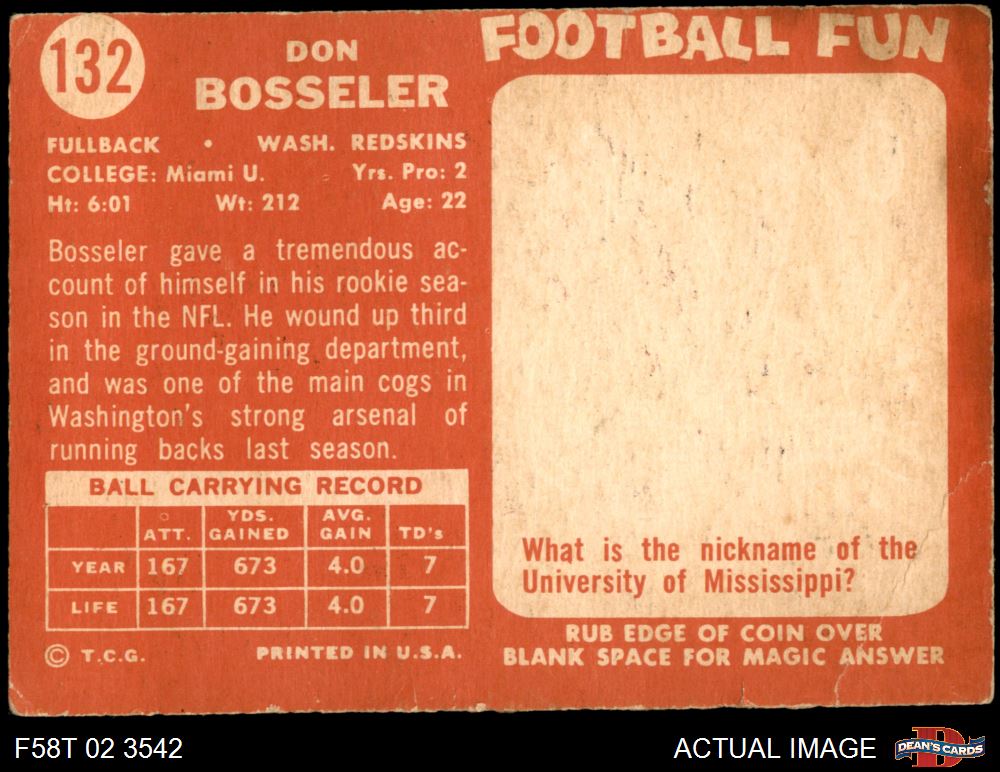 132
DON
BOSSELER
FULLBACK • WASH. REDSKINS
COLLEGE: Miami U. Yrs. Pro: 2
Ht: 6:01 Wt: 212 Age: 22
Bosseler gave a tremendous ac-
count of himself in his rookie sea-
son in the NFL. He wound up third
in the ground-gaining department,
and was one of the main cogs in
Washington's strong arsenal of
running backs last season.
BALL CARRYING RECORD
ATT. YDS. GAINED AVG. GAIN TD's
YEAR 167 673 4.0 7
LIFE 167 673 4.0 7
© T.C.G. PRINTED IN U.S.A.
FOOTBALL FUN
What is the nickname of the
University of Mississippi?
RUB EDGE OF COIN OVER
BLANK SPACE FOR MAGIC ANSWER
F58T 02 3542 ACTUAL IMAGE
DEAN'S CARDS